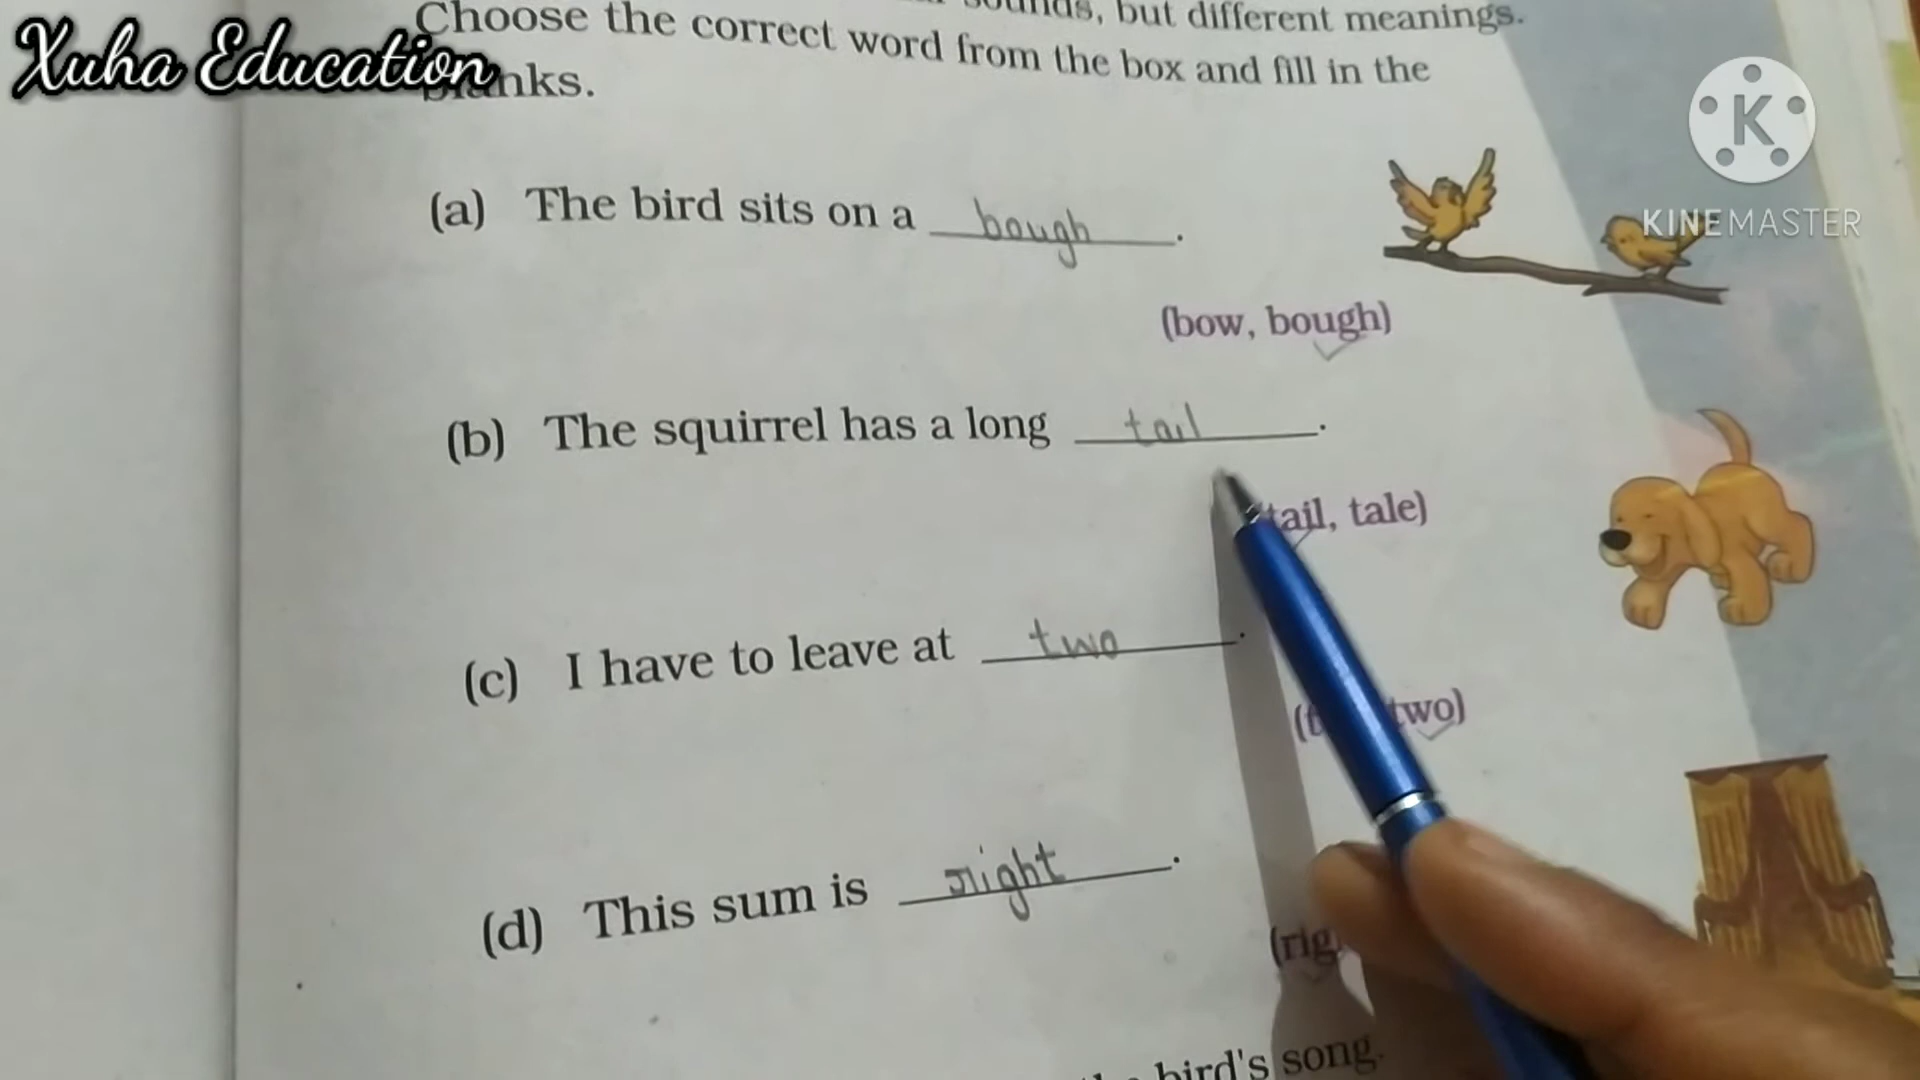 sounds, but different meanings.
Choose the correct word from the box and fill in the
blanks.
Xuha Education
KINEMASTER
(a) The bird sits on a bough.
(bow, bough)
(b) The squirrel has a long tail.
tail, tale)
(c) I have to leave at two.
two)
(d) This sum is right.
bird's song.